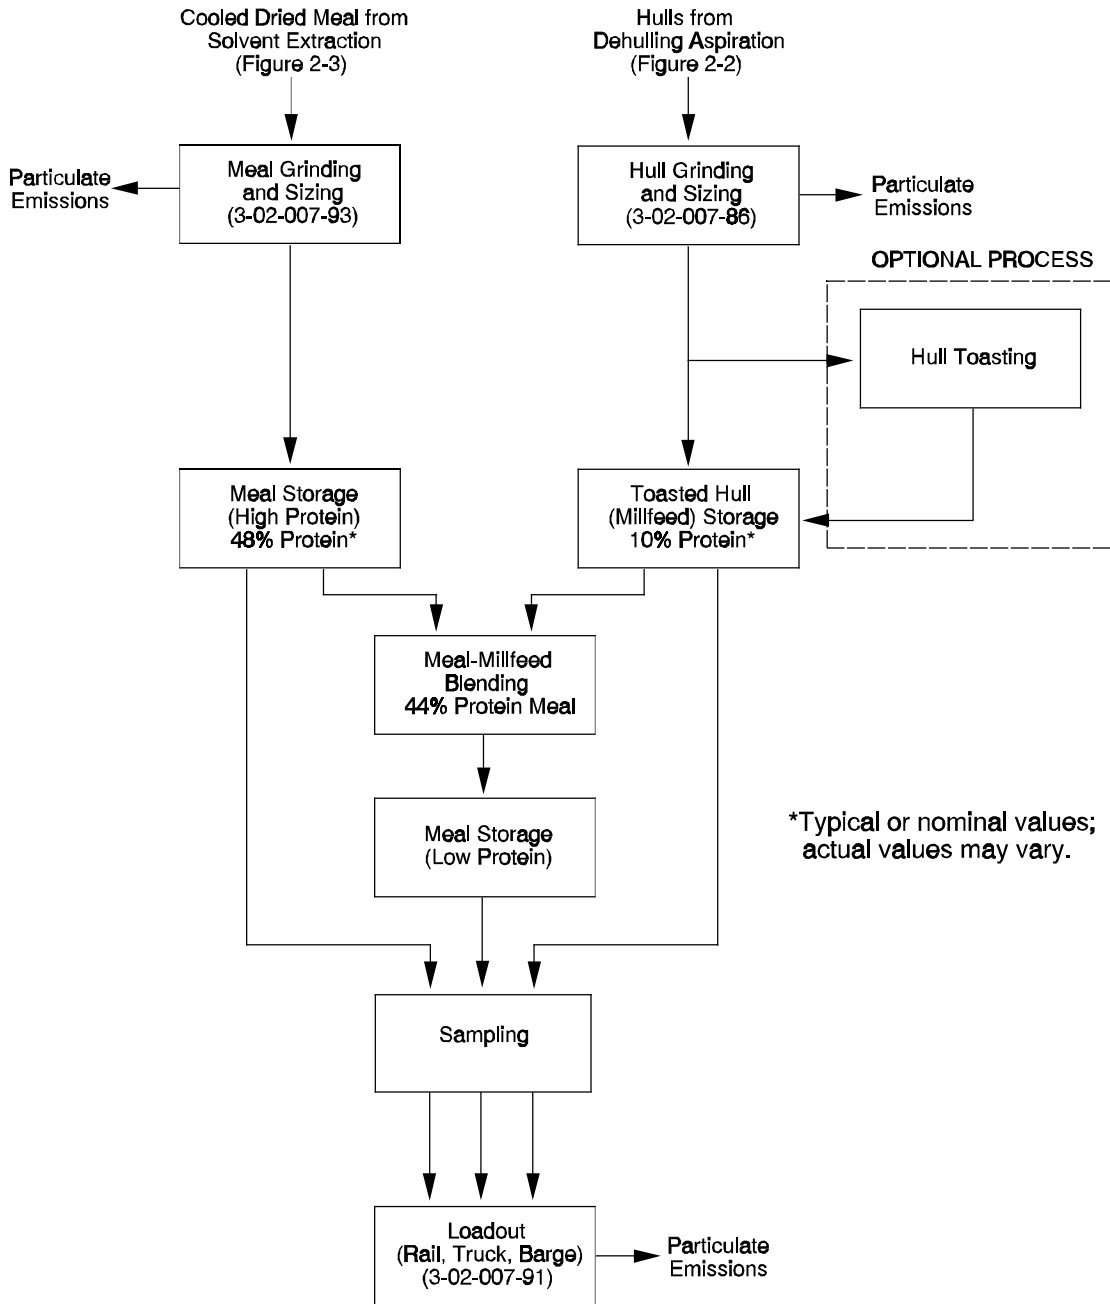 Cooled Dried Meal from
Solvent Extraction
(Figure 2-3)
Hulls from
Dehulling Aspiration
(Figure 2-2)
Particulate
Emissions
Meal Grinding
and Sizing
(3-02-007-93)
Hull Grinding
and Sizing
(3-02-007-86)
Particulate
Emissions
OPTIONAL PROCESS
Hull Toasting
Meal Storage
(High Protein)
48% Protein*
Toasted Hull
(Millfeed) Storage
10% Protein*
Meal-Millfeed
Blending
44% Protein Meal
Meal Storage
(Low Protein)
*Typical or nominal values;
actual values may vary.
Sampling
Loadout
(Rail, Truck, Barge)
(3-02-007-91)
Particulate
Emissions